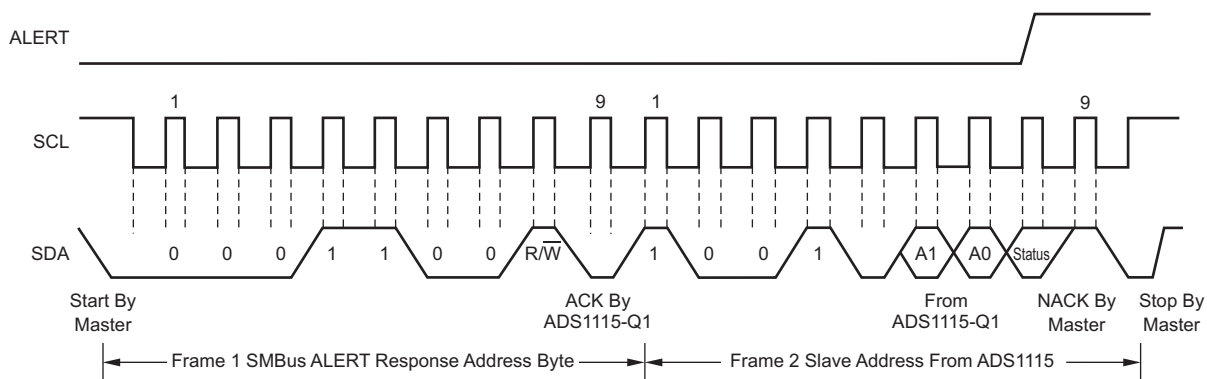 ALERT
1 9 1 9
SCL
SDA
0 0 0 1 1 0 0 R/W 1 0 0 1 A1 A0 Status
Start By
Master
ACK By
ADS1115-Q1
From
ADS1115-Q1
NACK By
Master
Stop By
Master
Frame 1 SMBus ALERT Response Address Byte
Frame 2 Slave Address From ADS1115